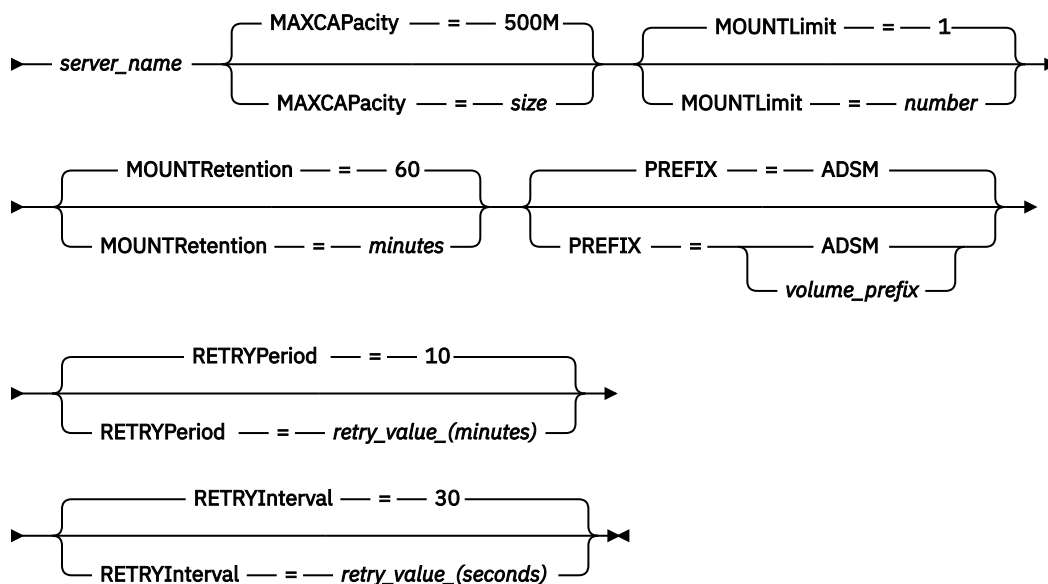 MAXCAPacity = 500M
MOUNTLimit = 1
server_name
MAXCAPacity = size
MOUNTLimit = number
MOUNTRetention = 60
PREFIX = ADSM
MOUNTRetention = minutes
PREFIX = ADSM
volume_prefix
RETRYPeriod = 10
RETRYPeriod = retry_value_(minutes)
RETRYInterval = 30
RETRYInterval = retry_value_(seconds)